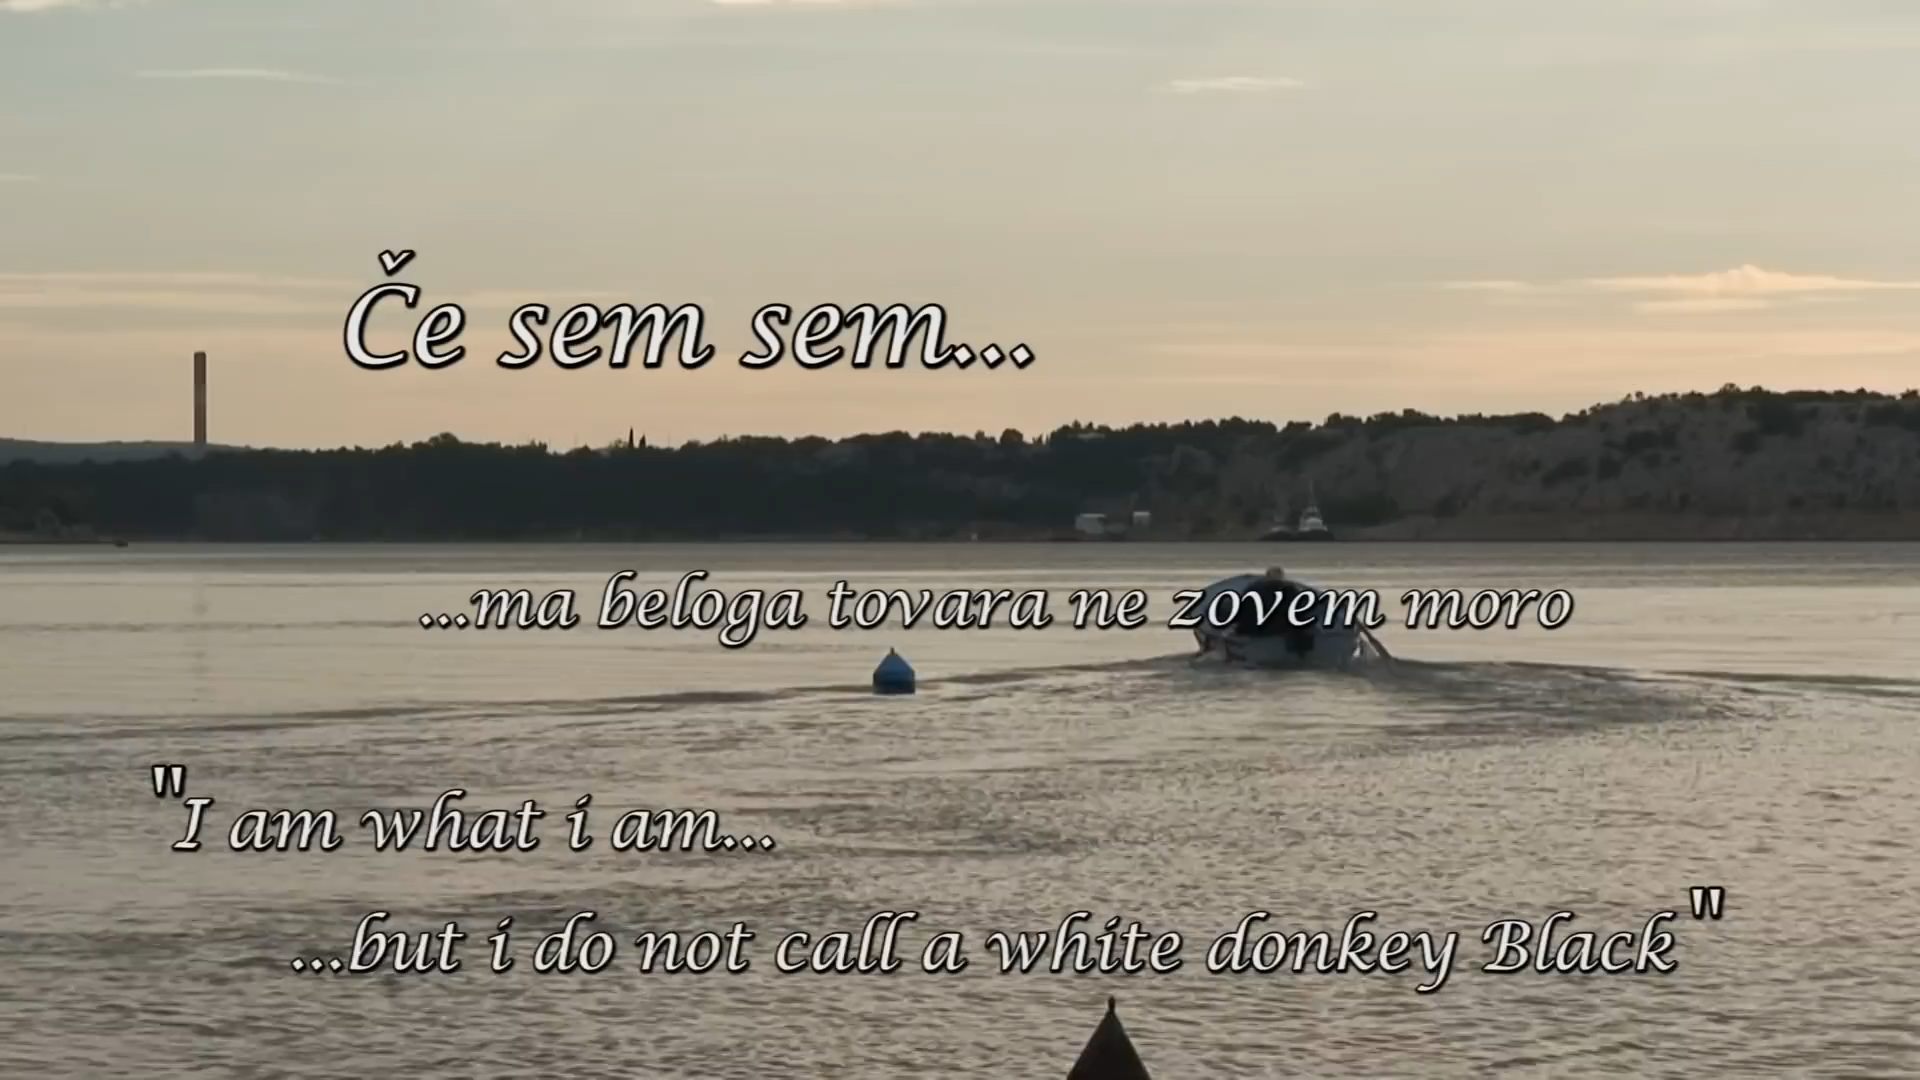 Če sem sem...
...ma beloga tovara ne zovem moro
"I am what i am...
...but i do not call a white donkey Black"